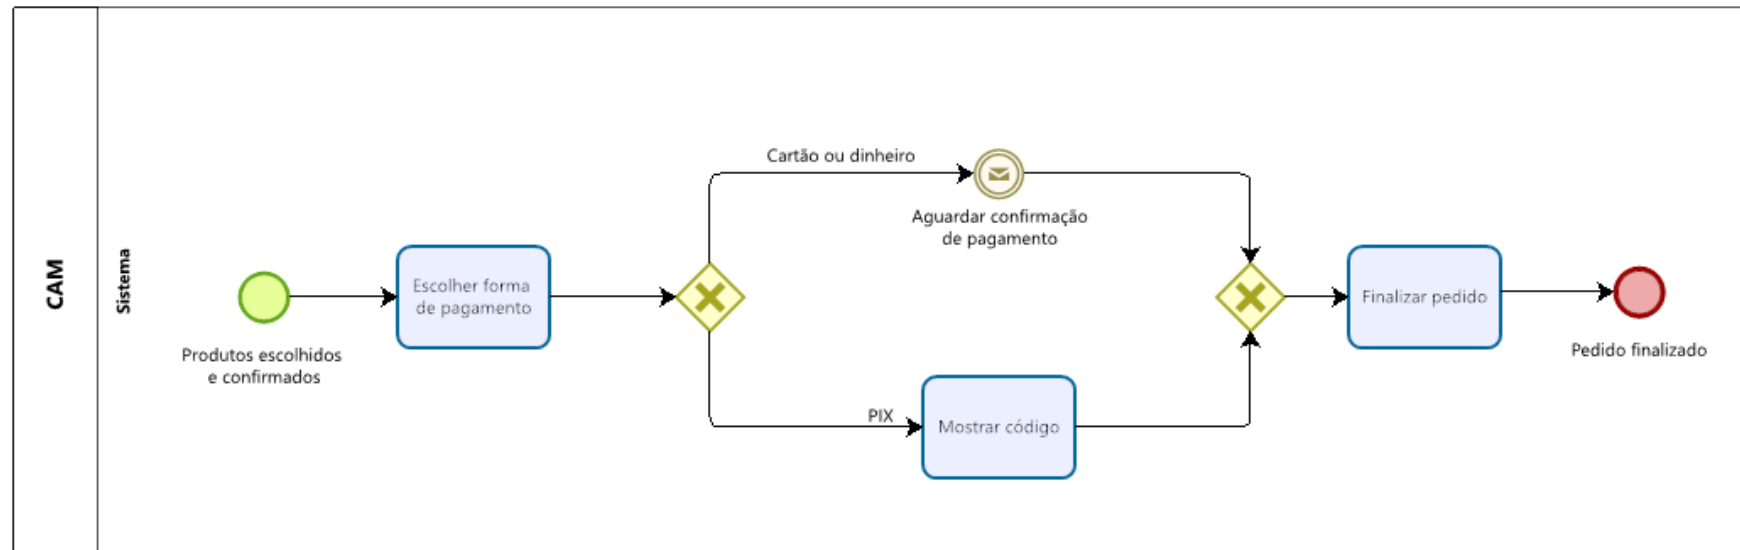 CAM
Sistema
Produtos escolhidos
e confirmados
Escolher forma
de pagamento
Cartão ou dinheiro
Aguardar confirmação
de pagamento
PIX
Mostrar código
Finalizar pedido
Pedido finalizado